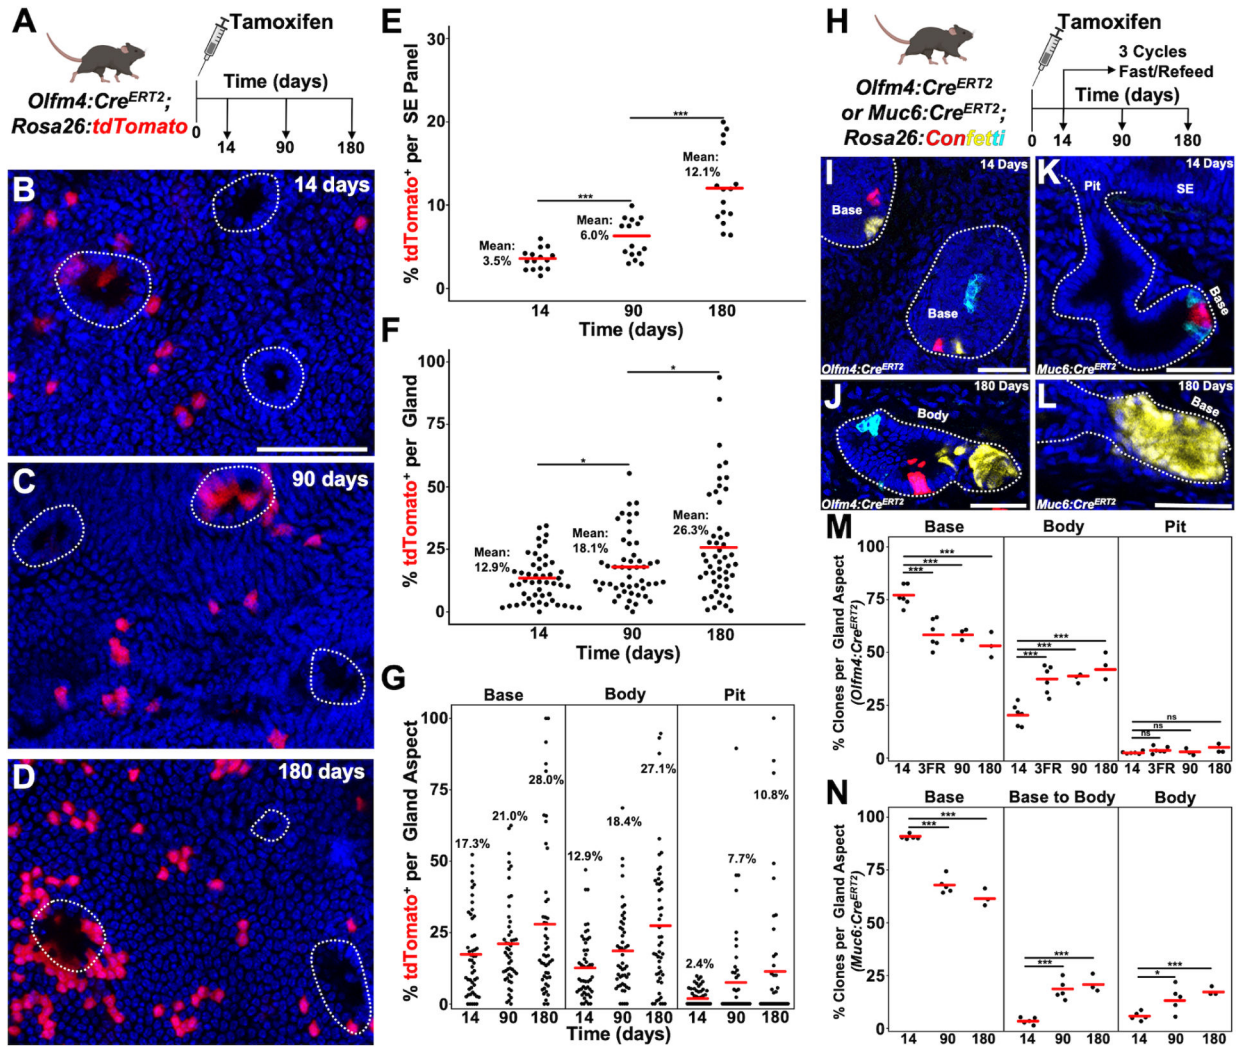 A
Tamoxifen
Time (days)
Olfm4:CreERT2;
Rosa26:tdTomato
0
14
90
180
B
14 days
C
90 days
D
180 days
E
% tdTomato+ per SE Panel
30
20
10
0
***
***
Mean:
3.5%
Mean:
6.0%
Mean:
12.1%
14
90
180
Time (days)
F
% tdTomato+ per Gland
100
75
50
25
0
*
*
Mean:
12.9%
Mean:
18.1%
Mean:
26.3%
14
90
180
Time (days)
G
Base
Body
Pit
% tdTomato+ per Gland Aspect
100
75
50
25
0
17.3%
21.0%
28.0%
12.9%
18.4%
27.1%
2.4%
7.7%
10.8%
14 90 180
14 90 180
14 90 180
Time (days)
H
Tamoxifen
3 Cycles
Fast/Refeed
Time (days)
Olfm4:CreERT2
or Muc6:CreERT2;
Rosa26:Confetti
0
14
90
180
I
14 Days
Base
Base
Olfm4:CreERT2
K
14 Days
Pit
SE
Base
Muc6:CreERT2
J
180 Days
Body
Olfm4:CreERT2
L
180 Days
Base
Muc6:CreERT2
M
Base
Body
Pit
% Clones per Gland Aspect
(Olfm4:CreERT2)
100
75
50
25
0
***
***
***
***
***
***
ns
ns
ns
14 3FR 90 180
14 3FR 90 180
14 3FR 90 180
N
Base
Base to Body
Body
% Clones per Gland Aspect
(Muc6:CreERT2)
100
75
50
25
0
***
***
***
***
***
*
14 90 180
14 90 180
14 90 180